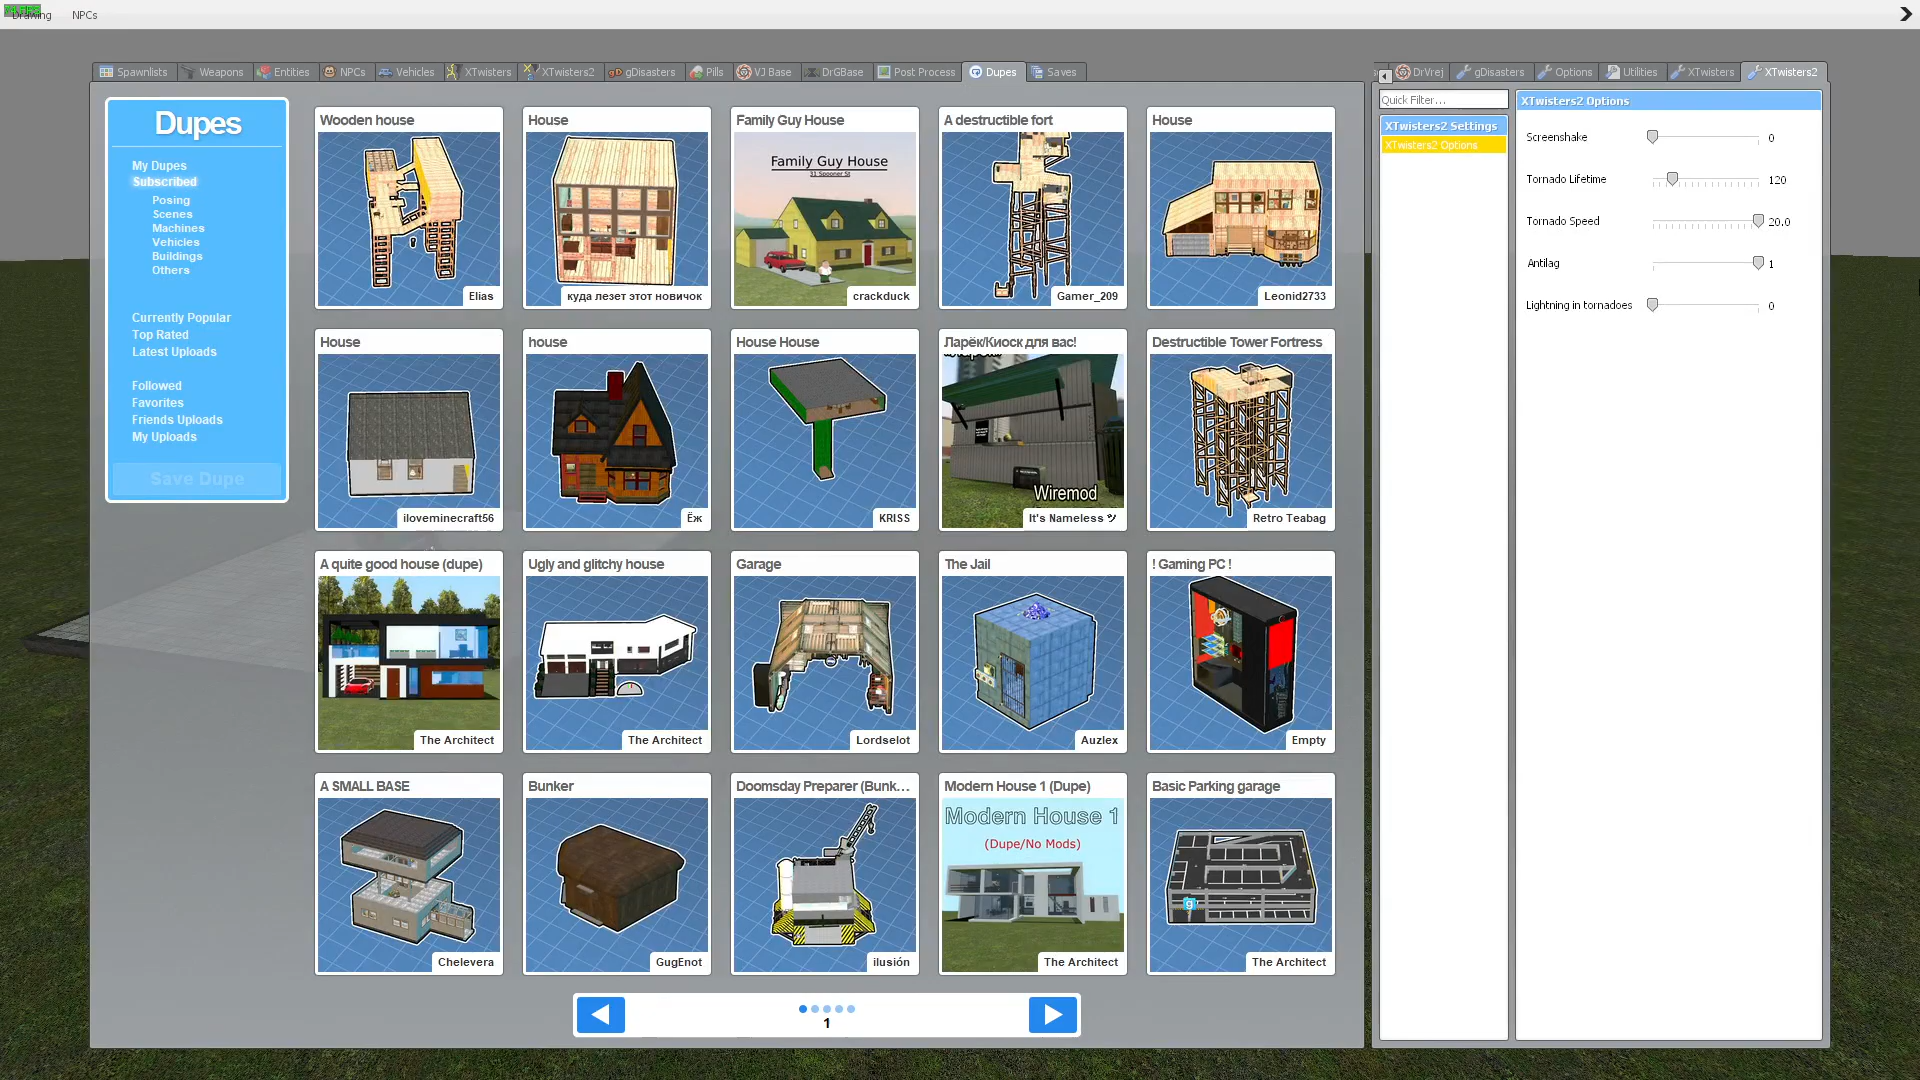 Drawing NPCs
Spawnlists Weapons Entities NPCs Vehicles XTwisters XTwisters2 gDisasters Pills VJ Base DrGBase Post Process Dupes Saves
DrVrej gDisasters Options Utilities XTwisters XTwisters2
Dupes
My Dupes
Subscribed
Posing
Scenes
Machines
Vehicles
Buildings
Others
Currently Popular
Top Rated
Latest Uploads
Followed
Favorites
Friends Uploads
My Uploads
Save Dupe
Wooden house
Elias
House
куда лезет этот новичок
Family Guy House
Family Guy House
31 Spooner St
crackduck
A destructible fort
Gamer_209
House
Leonid2733
House
iloveminecraft56
house
Ёж
House House
KRISS
Ларёк/Киоск для вас!
Wiremod
It's Nameless ツ
Destructible Tower Fortress
Retro Teabag
A quite good house (dupe)
The Architect
Ugly and glitchy house
The Architect
Garage
Lordselot
The Jail
Auzlex
! Gaming PC !
Empty
A SMALL BASE
Chelevera
Bunker
GugEnot
Doomsday Preparer (Bunk...
ilusión
Modern House 1 (Dupe)
Modern House 1
(Dupe/No Mods)
The Architect
Basic Parking garage
g
The Architect
1
Quick Filter...
XTwisters2 Settings
XTwisters2 Options
XTwisters2 Options
Screenshake 0
Tornado Lifetime 120
Tornado Speed 20.0
Antilag 1
Lightning in tornadoes 0